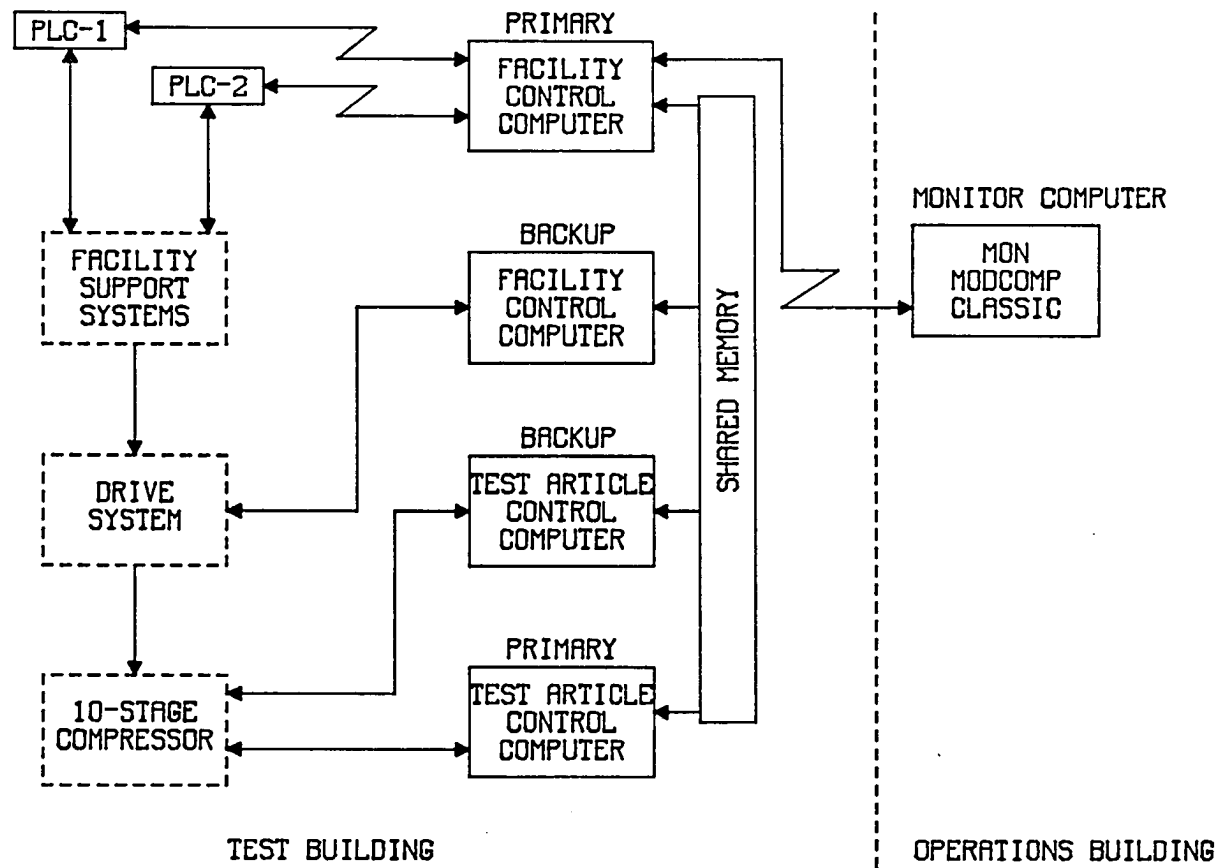 PLC-1
PRIMARY
FACILITY
CONTROL
COMPUTER
PLC-2
MONITOR COMPUTER
MON
MODCOMP
CLASSIC
FACILITY
SUPPORT
SYSTEMS
BACKUP
FACILITY
CONTROL
COMPUTER
SHARED MEMORY
BACKUP
TEST ARTICLE
CONTROL
COMPUTER
DRIVE
SYSTEM
PRIMARY
TEST ARTICLE
CONTROL
COMPUTER
10-STAGE
COMPRESSOR
TEST BUILDING
OPERATIONS BUILDING